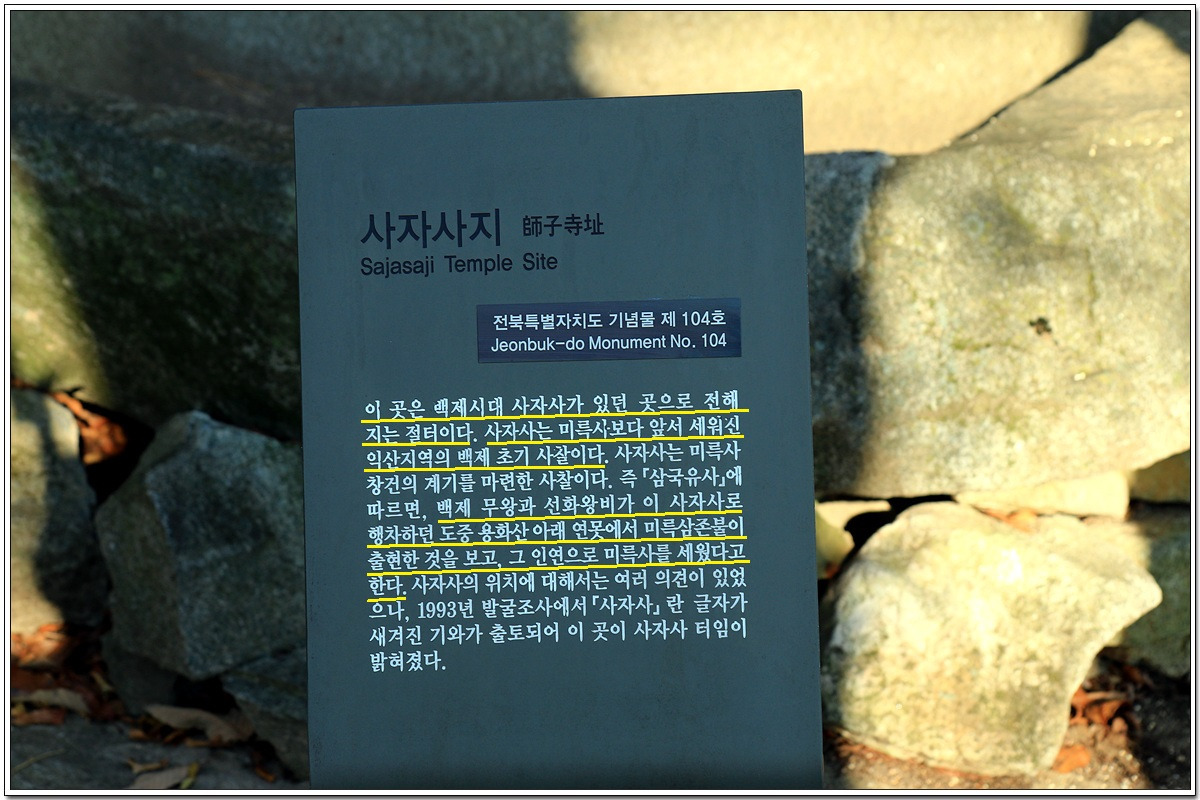 사자사지 師子寺址
Sajasaji Temple Site
전북특별자치도 기념물 제 104호
Jeonbuk-do Monument No. 104
이 곳은 백제시대 사자사가 있던 곳으로 전해
지는 절터이다. 사자사는 미륵사보다 앞서 세워진
익산지역의 백제 초기 사찰이다. 사자사는 미륵사
창건의 계기를 마련한 사찰이다. 즉 「삼국유사」에
따르면, 백제 무왕과 선화왕비가 이 사자사로
행차하던 도중 용화산 아래 연못에서 미륵삼존불이
출현한 것을 보고, 그 인연으로 미륵사를 세웠다고
한다. 사자사의 위치에 대해서는 여러 의견이 있었
으나, 1993년 발굴조사에서 「사자사」 란 글자가
새겨진 기와가 출토되어 이 곳이 사자사 터임이
밝혀졌다.